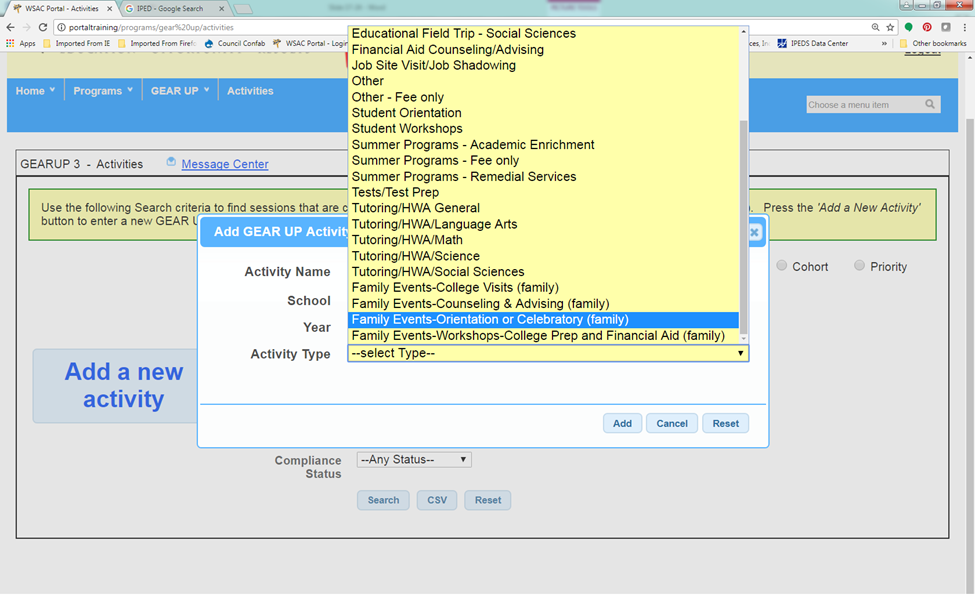 WSAC Portal - Activities
IPED - Google Search
portaltraining/programs/gear%20up/activities
Apps Imported From IE Imported From Firefo Council Confab WSAC Portal - Login IPEDS Data Center » Other bookmarks
Logout
Home Programs GEAR UP Activities
Choose a menu item
GEARUP 3 - Activities Message Center
Use the following Search criteria to find sessions that are c Press the 'Add a New Activity'
button to enter a new GEAR U
Cohort Priority
Add a new
activity
Add GEAR UP Activity
Activity Name
School
Year
Activity Type
Educational Field Trip - Social Sciences
Financial Aid Counseling/Advising
Job Site Visit/Job Shadowing
Other
Other - Fee only
Student Orientation
Student Workshops
Summer Programs - Academic Enrichment
Summer Programs - Fee only
Summer Programs - Remedial Services
Tests/Test Prep
Tutoring/HWA General
Tutoring/HWA/Language Arts
Tutoring/HWA/Math
Tutoring/HWA/Science
Tutoring/HWA/Social Sciences
Family Events-College Visits (family)
Family Events-Counseling & Advising (family)
Family Events-Orientation or Celebratory (family)
Family Events-Workshops-College Prep and Financial Aid (family)
--select Type--
Add Cancel Reset
Compliance
Status
--Any Status--
Search CSV Reset